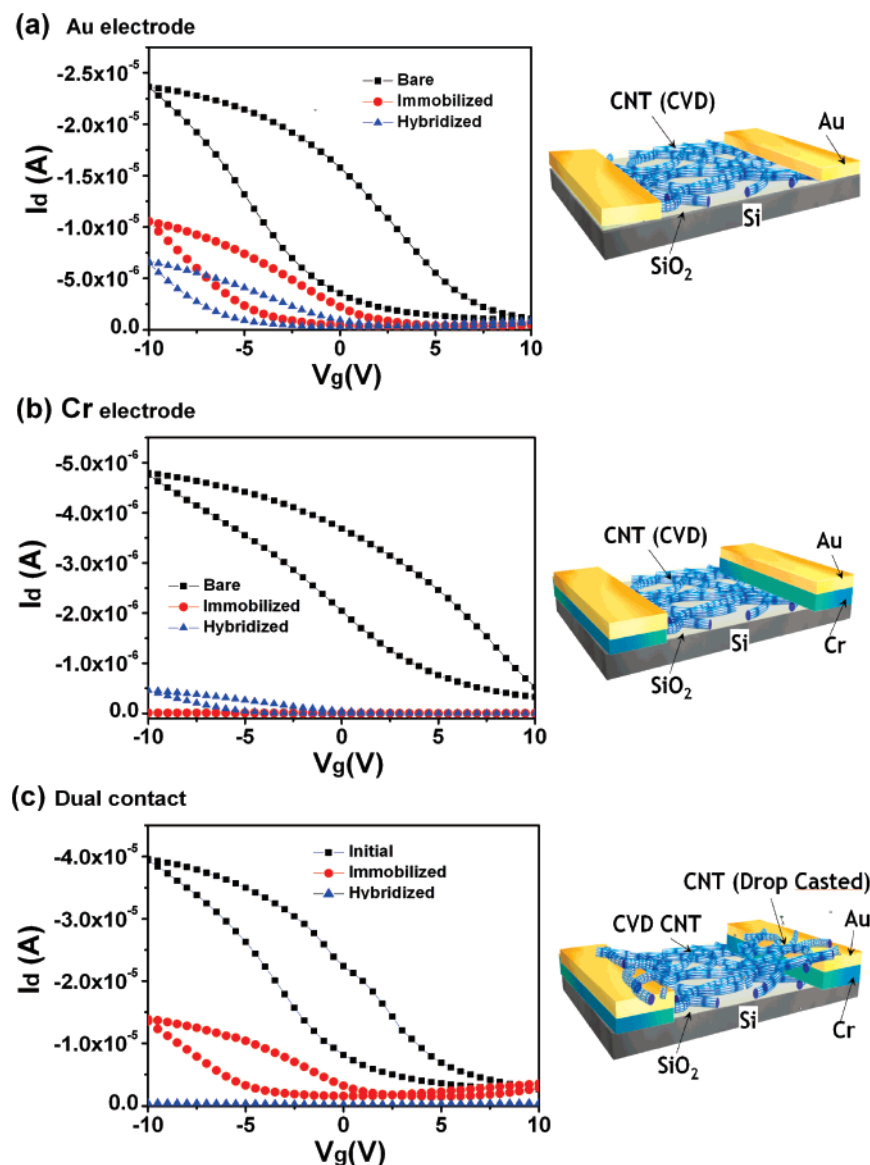 (a) Au electrode
-2.5x10⁻⁵
-2.0x10⁻⁵
-1.5x10⁻⁵
-1.0x10⁻⁵
-5.0x10⁻⁶
0.0
Id (A)
Bare
Immobilized
Hybridized
-10 -5 0 5 10
Vg(V)
CNT (CVD)
Au
Si
SiO₂
(b) Cr electrode
-5.0x10⁻⁶
-4.0x10⁻⁶
-3.0x10⁻⁶
-2.0x10⁻⁶
-1.0x10⁻⁶
0.0
Id (A)
Bare
Immobilized
Hybridized
-10 -5 0 5 10
Vg(V)
CNT (CVD)
Au
Si
Cr
SiO₂
(c) Dual contact
-4.0x10⁻⁵
-3.0x10⁻⁵
-2.0x10⁻⁵
-1.0x10⁻⁵
0.0
Id (A)
Initial
Immobilized
Hybridized
-10 -5 0 5 10
Vg(V)
CNT (Drop Casted)
CVD CNT
Au
Si
Cr
SiO₂